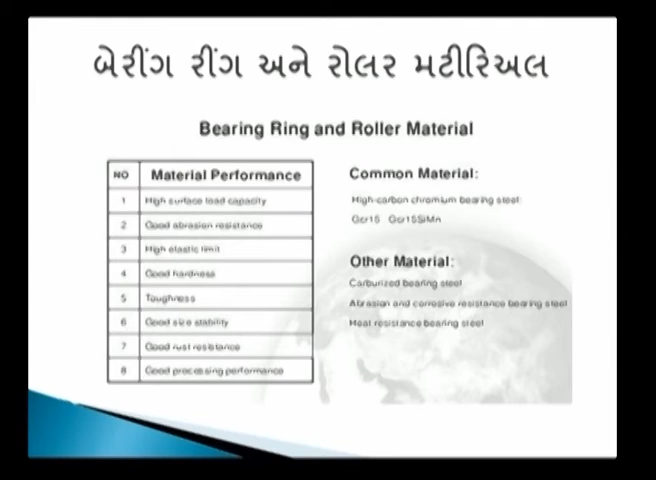 બેરીંગ રીંગ અને રોલર મટીરિઅલ
Bearing Ring and Roller Material
NO Material Performance
1 High surface load capacity
2 Good abrasion resistance
3 High elastic limit
4 Good hardness
5 Toughness
6 Good size stability
7 Good rust resistance
8 Good processing performance
Common Material:
High-carbon chromium bearing steel:
Gcr15 Gcr15SiMn
Other Material:
Carburized bearing steel
Abrasion and corrosive resistance bearing steel
Heat resistance bearing steel